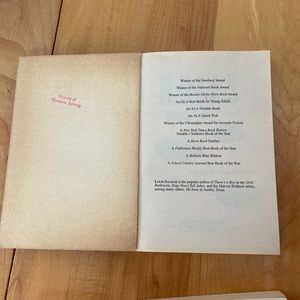 Property of
Winner of the Newbery Medal
Winner of the National Book Award
Winner of the Boston Globe-Horn Book Award
An ALA Best Book for Young Adults
An ALA Notable Book
An ALA Quick Pick
Winner of the Christopher Award for Juvenile Fiction
A New York Times Book Review
Notable Children's Book of the Year
A Horn Book Fanfare
A Publishers Weekly Best Book of the Year
A Bulletin Blue Ribbon
A School Library Journal Best Book of the Year
LOUIS SACHAR is the popular author of There's a Boy in the Girls'
Bathroom, Dogs Don't Tell Jokes, and the Marvin Redpost series,
among many others. He lives in Austin, Texas.